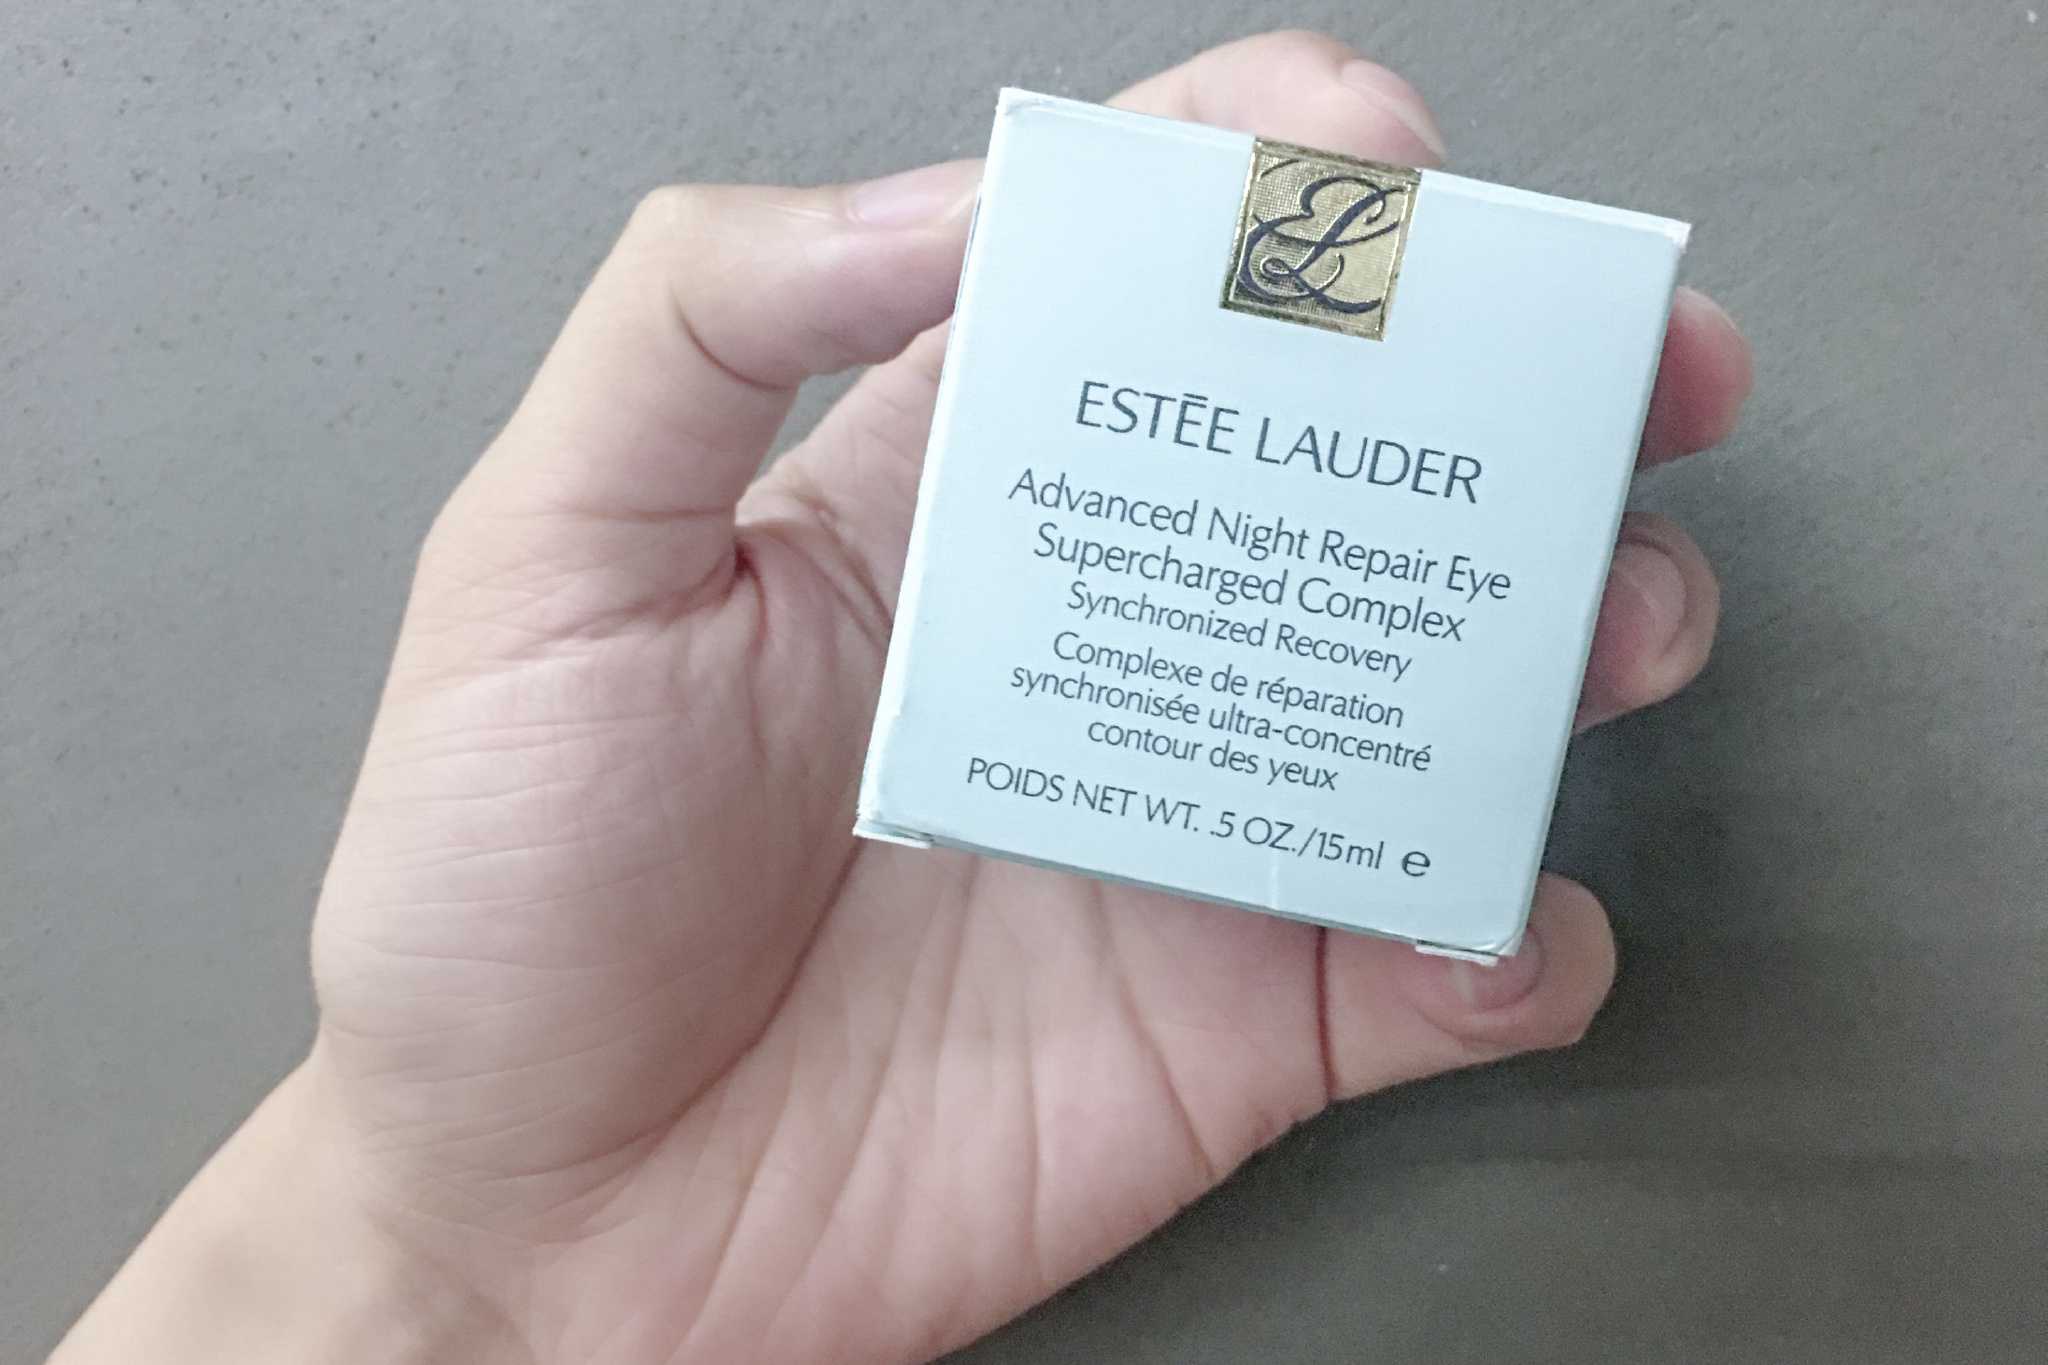 EL
ESTĒE LAUDER
Advanced Night Repair Eye
Supercharged Complex
Synchronized Recovery
Complexe de réparation
synchronisée ultra-concentré
contour des yeux
POIDS NET WT. .5 OZ./15ml e